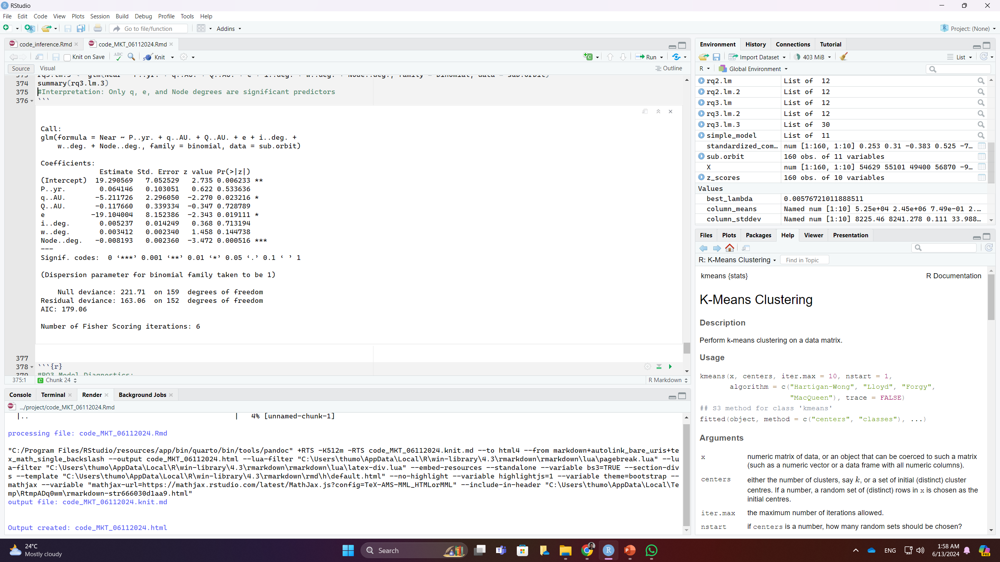 RStudio
File Edit Code View Plots Session Build Debug Profile Tools Help
Go to file/function Addins Project: (None)
code_inference.Rmd code_MKT_06112024.Rmd
Knit on Save Knit Run
Source Visual Outline
374 summary(rq3.lm.3)
375 #Interpretation: Only q, e, and Node degrees are significant predictors
376 ```
Call:
glm(formula = Near ~ P..yr. + q..AU. + Q..AU. + e + i..deg. +
w..deg. + Node..deg., family = binomial, data = sub.orbit)
Coefficients:
Estimate Std. Error z value Pr(>|z|)
(Intercept) 19.290569 7.052529 2.735 0.006233 **
P..yr. 0.064146 0.103051 0.622 0.533636
q..AU. -5.211726 2.296050 -2.270 0.023216 *
Q..AU. -0.117660 0.339334 -0.347 0.728789
e -19.104004 8.152386 -2.343 0.019111 *
i..deg. 0.005237 0.014249 0.368 0.713194
w..deg. 0.003412 0.002340 1.458 0.144738
Node..deg. -0.008193 0.002360 -3.472 0.000516 ***
---
Signif. codes: 0 ‘***’ 0.001 ‘**’ 0.01 ‘*’ 0.05 ‘.’ 0.1 ‘ ’ 1
(Dispersion parameter for binomial family taken to be 1)
Null deviance: 221.71 on 159 degrees of freedom
Residual deviance: 163.06 on 152 degrees of freedom
AIC: 179.06
Number of Fisher Scoring iterations: 6
377
378 ```{r}
379 #RQ3 Model Diagnostics:
375:1 Chunk 24 R Markdown
Console Terminal Render Background Jobs
.../project/code_MKT_06112024.Rmd
|.. | 4% [unnamed-chunk-1]
processing file: code_MKT_06112024.Rmd
"C:/Program Files/RStudio/resources/app/bin/quarto/bin/tools/pandoc" +RTS -K512m -RTS code_MKT_06112024.knit.md --to html4 --from markdown+autolink_bare_uris+te
x_math_single_backslash --output code_MKT_06112024.html --lua-filter "C:\Users\thumo\AppData\Local\R\win-library\4.3\rmarkdown\rmarkdown\lua\pagebreak.lua" --lu
a-filter "C:\Users\thumo\AppData\Local\R\win-library\4.3\rmarkdown\rmarkdown\lua\latex-div.lua" --embed-resources --standalone --variable bs3=TRUE --section-div
s --template "C:\Users\thumo\AppData\Local\R\win-library\4.3\rmarkdown\rmd\h\default.html" --no-highlight --variable highlightjs=1 --variable theme=bootstrap --
mathjax --variable "mathjax-url=https://mathjax.rstudio.com/latest/MathJax.js?config=TeX-AMS-MML_HTMLorMML" --include-in-header "C:\Users\thumo\AppData\Local\Te
mp\RtmpADq0wm\rmarkdown-str666030d1aa9.html"
output file: code_MKT_06112024.knit.md
Output created: code_MKT_06112024.html
Environment History Connections Tutorial
Import Dataset 403 MiB List
R Global Environment
rq2.lm List of 12
rq2.lm.2 List of 12
rq3.lm List of 12
rq3.lm.2 List of 12
rq3.lm.3 List of 30
simple_model List of 11
standardized_com… num [1:160, 1:10] 0.253 0.31 -0.383 0.525 -7…
sub.orbit 160 obs. of 11 variables
X num [1:160, 1:10] 54629 55101 49400 56870 -9…
z_scores 160 obs. of 10 variables
Values
best_lambda 0.00576721011888511
column_means Named num [1:10] 5.25e+04 2.45e+06 7.49e-01 2.…
column_stddev Named num [1:10] 8225.46 8241.278 0.111 33.988…
Files Plots Packages Help Viewer Presentation
R: K-Means Clustering Find in Topic
kmeans {stats} R Documentation
K-Means Clustering
Description
Perform k-means clustering on a data matrix.
Usage
kmeans(x, centers, iter.max = 10, nstart = 1,
algorithm = c("Hartigan-Wong", "Lloyd", "Forgy",
"MacQueen"), trace = FALSE)
## S3 method for class 'kmeans'
fitted(object, method = c("centers", "classes"), ...)
Arguments
x numeric matrix of data, or an object that can be coerced to such a matrix
(such as a numeric vector or a data frame with all numeric columns).
centers either the number of clusters, say k, or a set of initial (distinct) cluster
centres. If a number, a random set of (distinct) rows in x is chosen as the
initial centres.
iter.max the maximum number of iterations allowed.
nstart if centers is a number, how many random sets should be chosen?
24°C
Mostly cloudy
Search
ENG
1:58 AM
6/13/2024